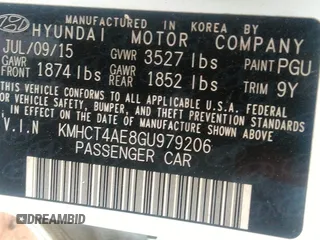 MANUFACTURED IN KOREA BY
HYUNDAI MOTOR COMPANY
JUL/09/15 GVWR 3527 lbs PAINT PGU
GAWR FRONT 1874 lbs GAWR REAR 1852 lbs TRIM 9Y
THIS VEHICLE CONFORMS TO ALL APPLICABLE
U.S. FEDERAL MOTOR VEHICLE
SAFETY, BUMPER, AND THEFT PREVENTION
STANDARDS IN EFFECT ON THE DATE OF
MANUFACTURE SHOWN ABOVE.
V.I.N KMHCT4AE8GU979206
PASSENGER CAR
DREAMBID